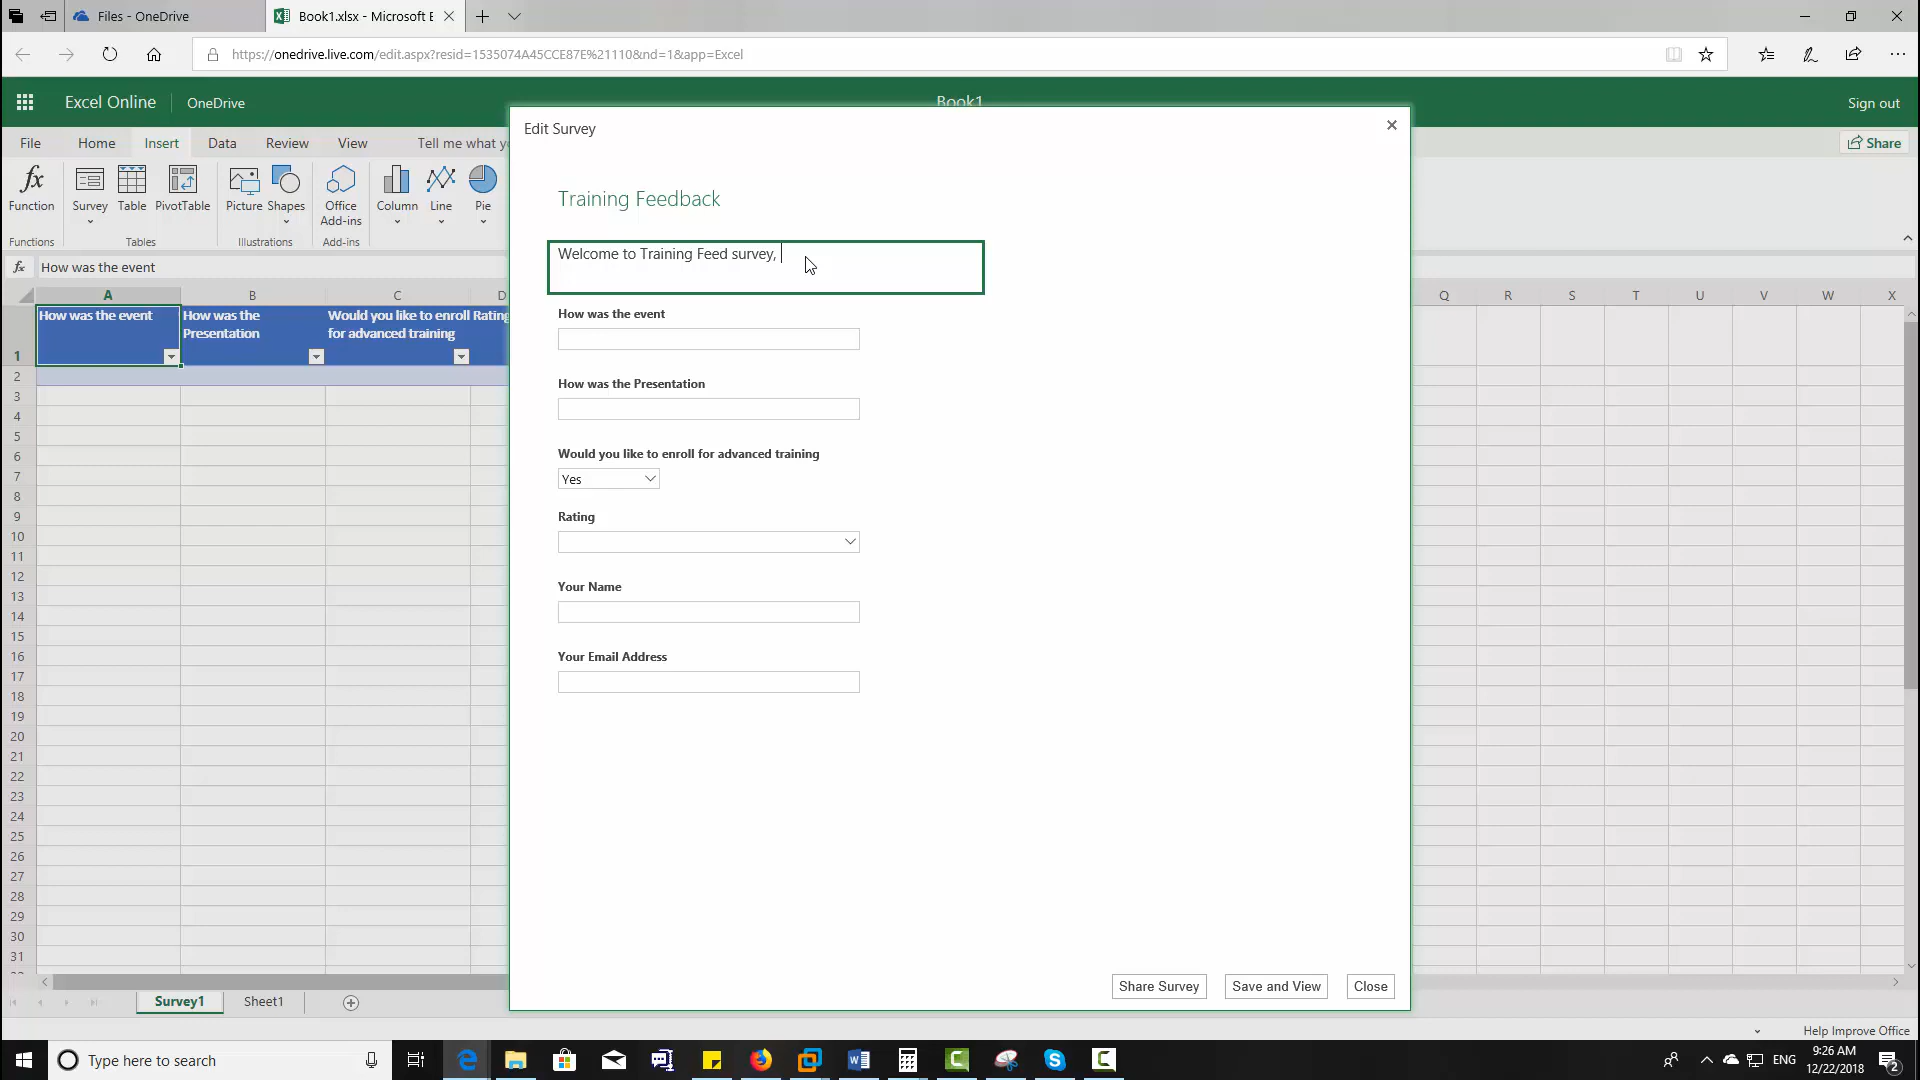 Files - OneDrive
Book1.xlsx - Microsoft E
https://onedrive.live.com/edit.aspx?resid=1535074A45CCE87E%21110&nd=1&app=Excel
Excel Online
OneDrive
Book1
Sign out
File
Home
Insert
Data
Review
View
Tell me what yo
Share
Function
Survey
Table
PivotTable
Picture
Shapes
Office
Add-ins
Column
Line
Pie
Functions
Tables
Illustrations
Add-ins
fx How was the event
A B C D Q R S T U V W X
1 How was the event
How was the
Presentation
Would you like to enroll
for advanced training
Rating
2
3
4
5
6
7
8
9
10
11
12
13
14
15
16
17
18
19
20
21
22
23
24
25
26
27
28
29
30
31
Edit Survey
Training Feedback
Welcome to Training Feed survey,
How was the event
How was the Presentation
Would you like to enroll for advanced training
Yes
Rating
Your Name
Your Email Address
Share Survey
Save and View
Close
Survey1
Sheet1
Help Improve Office
Type here to search
ENG
9:26 AM
12/22/2018
2